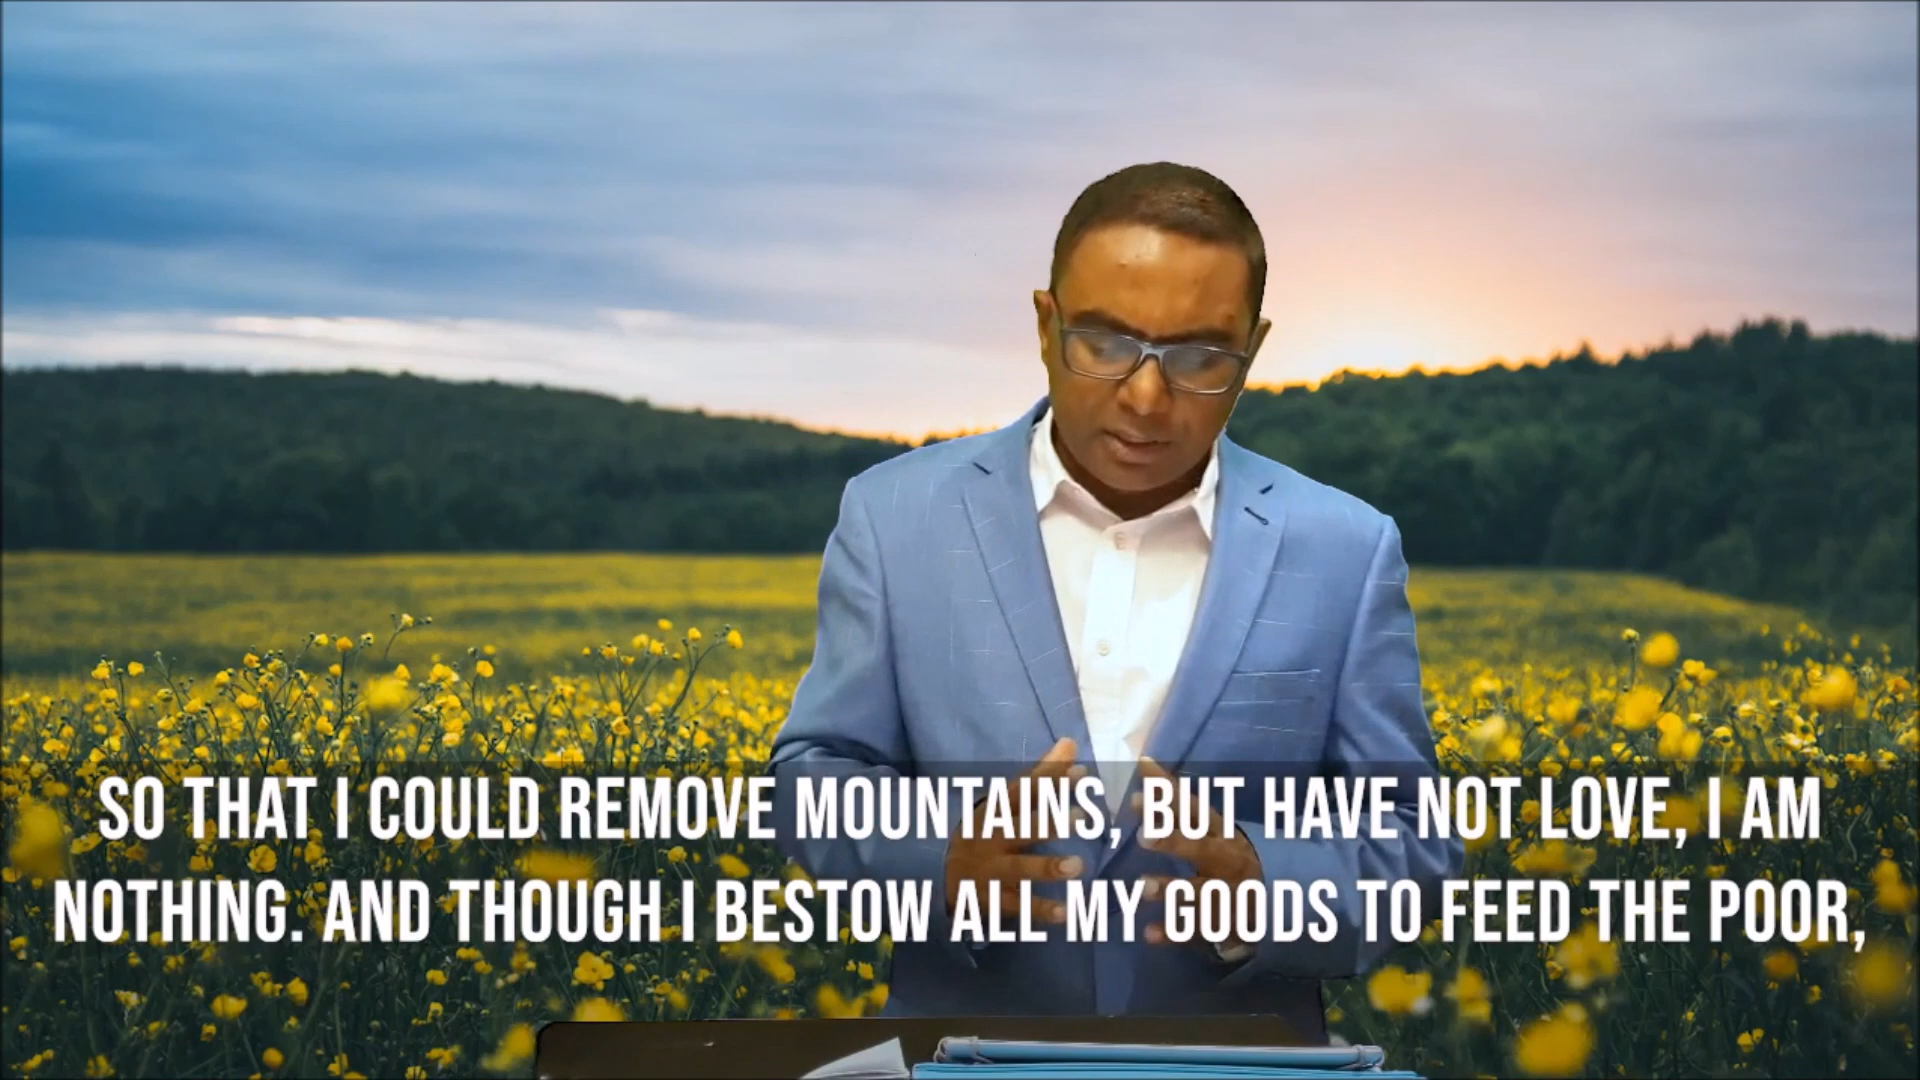 SO THAT I COULD REMOVE MOUNTAINS, BUT HAVE NOT LOVE, I AM
NOTHING. AND THOUGH I BESTOW ALL MY GOODS TO FEED THE POOR,